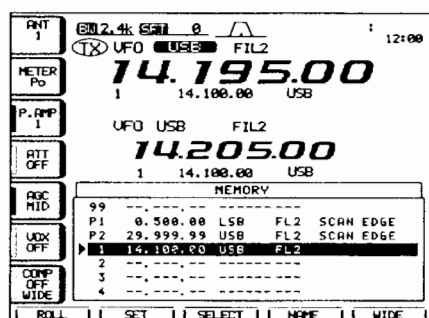 ANT
1
BW 2.4k SFT 0
12:00
TX VFO USB FIL2
14.195.00
1 14.100.00 USB
METER
Po
P.AMP
1
VFO USB FIL2
14.205.00
1 14.100.00 USB
ATT
OFF
AGC
MID
VOX
OFF
COMP
OFF
WIDE
MEMORY
99 --.---.-- ---------
P1 0.500.00 LSB FL2 SCAN EDGE
P2 29.999.99 USB FL2 SCAN EDGE
1 14.100.00 USB FL2
2 --.---.-- ---------
3 --.---.-- ---------
4 --.---.-- ---------
ROLL SET SELECT NAME WIDE